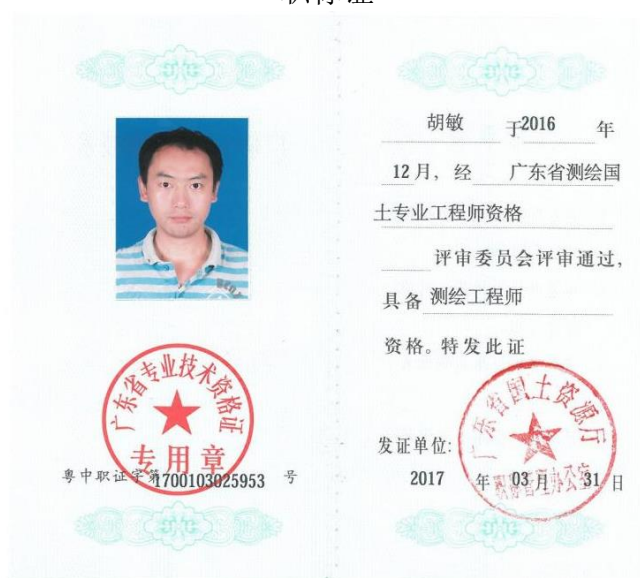 职称证
胡敏 于2016 年
12月，经 广东省测绘国
土专业工程师资格
评审委员会评审通过，
具备 测绘工程师
资格。特发此证
广东省专业技术资格证
专用章
粤中职证字第1700103025953 号
广东省国土资源厅
发证单位:
2017 年 03 月 31 日